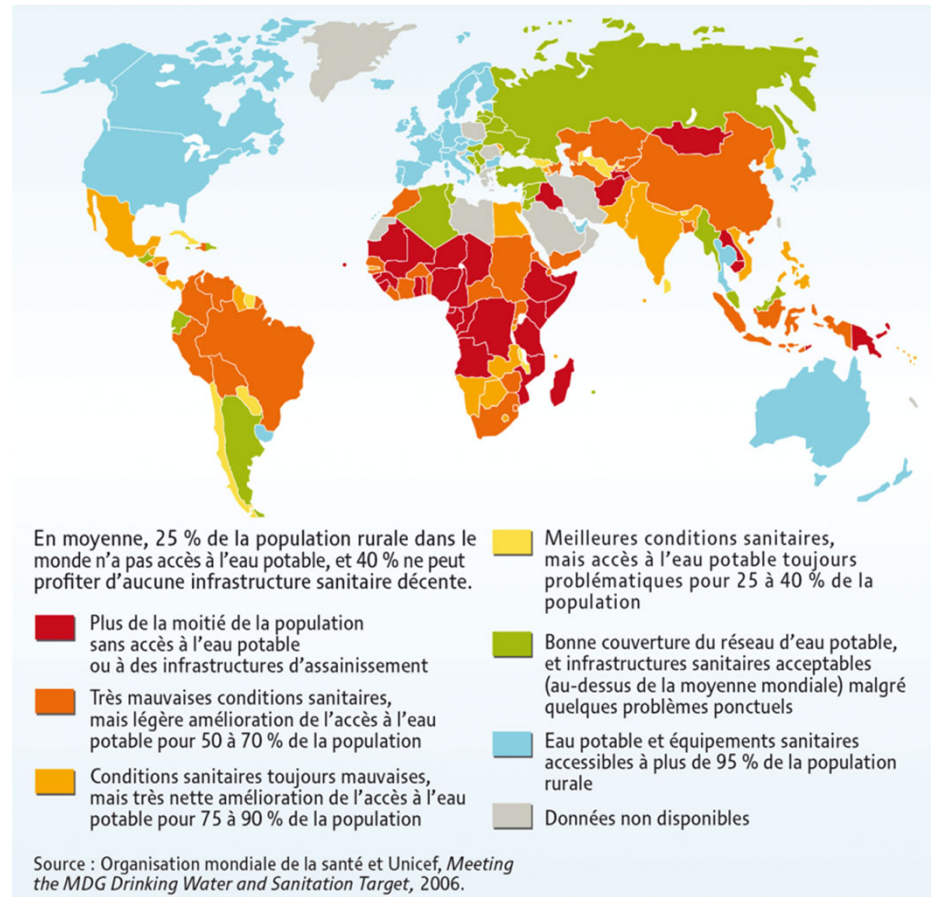 En moyenne, 25 % de la population rurale dans le
monde n'a pas accès à l'eau potable, et 40 % ne peut
profiter d'aucune infrastructure sanitaire décente.
Plus de la moitié de la population
sans accès à l'eau potable
ou à des infrastructures d'assainissement
Très mauvaises conditions sanitaires,
mais légère amélioration de l'accès à l'eau
potable pour 50 à 70 % de la population
Conditions sanitaires toujours mauvaises,
mais très nette amélioration de l'accès à l'eau
potable pour 75 à 90 % de la population
Meilleures conditions sanitaires,
mais accès à l'eau potable toujours
problématiques pour 25 à 40 % de la
population
Bonne couverture du réseau d'eau potable,
et infrastructures sanitaires acceptables
(au-dessus de la moyenne mondiale) malgré
quelques problèmes ponctuels
Eau potable et équipements sanitaires
accessibles à plus de 95 % de la population
rurale
Données non disponibles
Source : Organisation mondiale de la santé et Unicef, Meeting
the MDG Drinking Water and Sanitation Target, 2006.